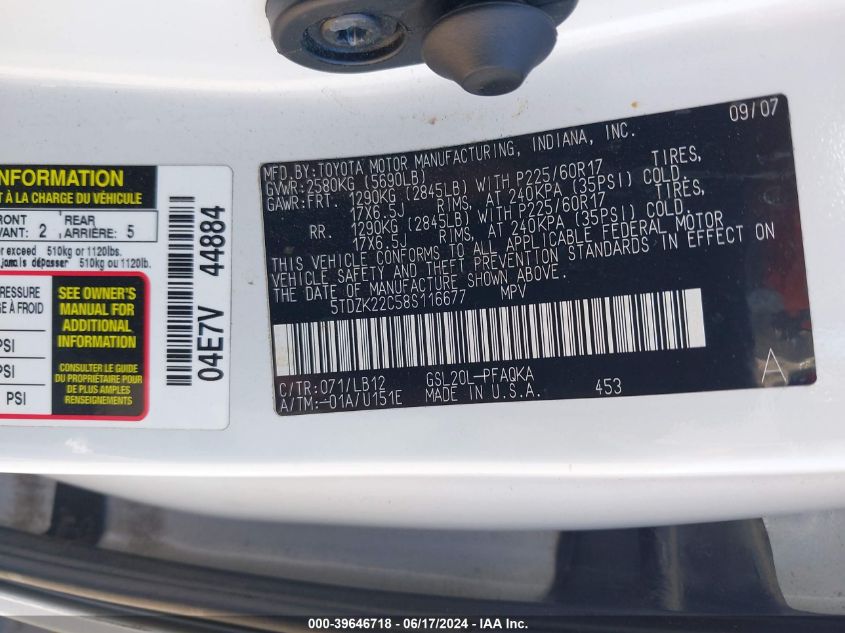 INFORMATION
T À LA CHARGE DU VÉHICULE
FRONT
VANT: 2 REAR
ARRIÈRE: 5
exceed 510kg or 1120lbs.
jamais dépasser 510kg ou 1120lb.
PRESSURE
E À FROID
PSI
PSI
PSI
SEE OWNER'S
MANUAL FOR
ADDITIONAL
INFORMATION
CONSULTER LE GUIDE
DU PROPRIÉTAIRE POUR
DE PLUS AMPLES
RENSEIGNEMENTS
04E7V 44884
09/07
MFD.BY:TOYOTA MOTOR MANUFACTURING, INDIANA, INC.
GVWR:2580KG (5690LB)
GAWR:FRT. 1290KG (2845LB) WITH P225/60R17 TIRES,
17X6.5J RIMS, AT 240KPA (35PSI) COLD.
RR. 1290KG (2845LB) WITH P225/60R17 TIRES,
17X6.5J RIMS, AT 240KPA (35PSI) COLD.
THIS VEHICLE CONFORMS TO ALL APPLICABLE FEDERAL MOTOR
VEHICLE SAFETY AND THEFT PREVENTION STANDARDS IN EFFECT ON
THE DATE OF MANUFACTURE SHOWN ABOVE.
5TDZK22C58S116677 MPV
C/TR:071/LB12 GSL20L-PFAQKA
A/TM:-01A/U151E MADE IN U.S.A. 453
A
000-39646718 - 06/17/2024 - IAA Inc.